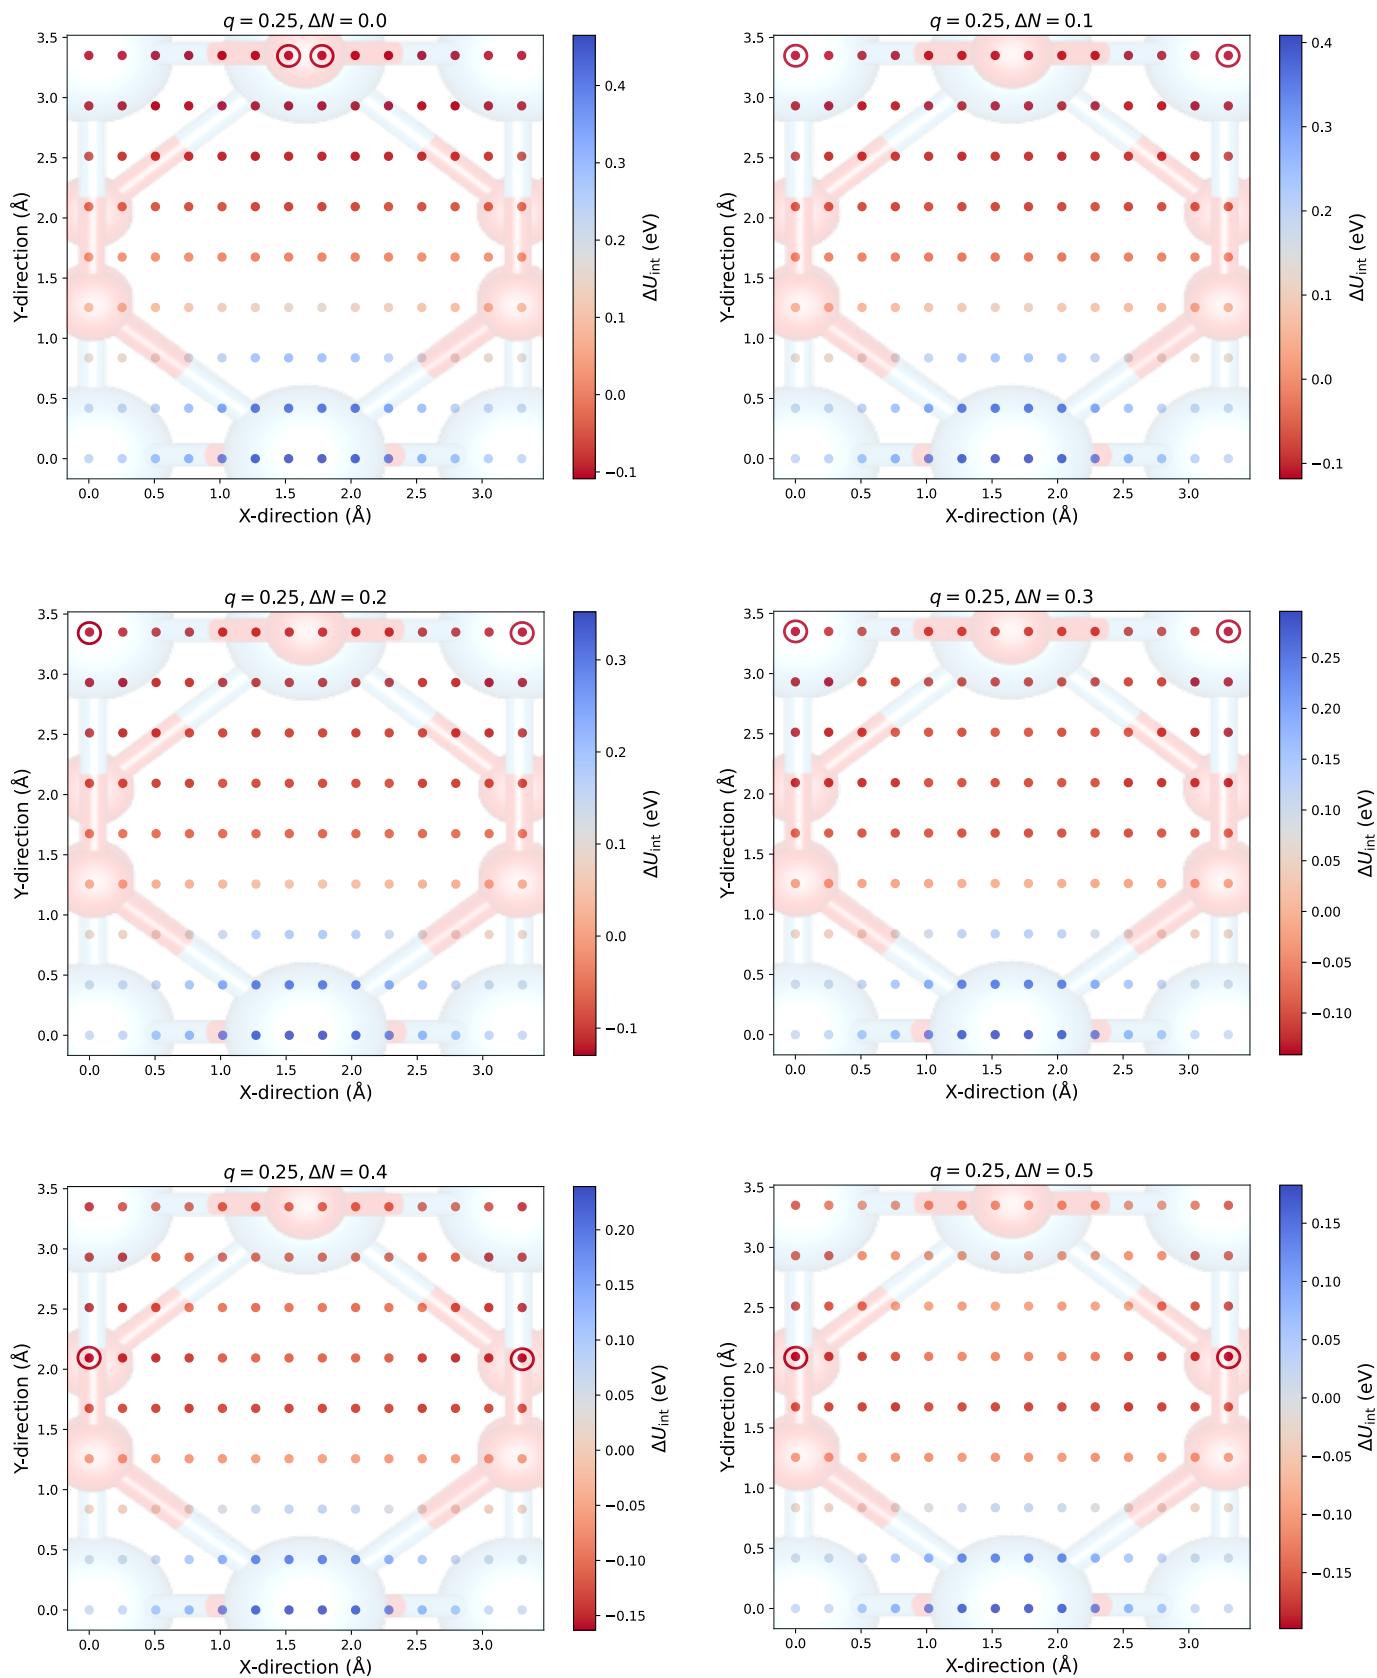 q = 0.25, ΔN = 0.0
3.5
3.0
2.5
2.0
1.5
1.0
0.5
0.0
Y-direction (Å)
0.0 0.5 1.0 1.5 2.0 2.5 3.0
X-direction (Å)
0.4
0.3
0.2
0.1
0.0
−0.1
ΔU_int (eV)
q = 0.25, ΔN = 0.1
3.5
3.0
2.5
2.0
1.5
1.0
0.5
0.0
Y-direction (Å)
0.0 0.5 1.0 1.5 2.0 2.5 3.0
X-direction (Å)
0.4
0.3
0.2
0.1
0.0
−0.1
ΔU_int (eV)
q = 0.25, ΔN = 0.2
3.5
3.0
2.5
2.0
1.5
1.0
0.5
0.0
Y-direction (Å)
0.0 0.5 1.0 1.5 2.0 2.5 3.0
X-direction (Å)
0.3
0.2
0.1
0.0
−0.1
ΔU_int (eV)
q = 0.25, ΔN = 0.3
3.5
3.0
2.5
2.0
1.5
1.0
0.5
0.0
Y-direction (Å)
0.0 0.5 1.0 1.5 2.0 2.5 3.0
X-direction (Å)
0.25
0.20
0.15
0.10
0.05
0.00
−0.05
−0.10
ΔU_int (eV)
q = 0.25, ΔN = 0.4
3.5
3.0
2.5
2.0
1.5
1.0
0.5
0.0
Y-direction (Å)
0.0 0.5 1.0 1.5 2.0 2.5 3.0
X-direction (Å)
0.20
0.15
0.10
0.05
0.00
−0.05
−0.10
−0.15
ΔU_int (eV)
q = 0.25, ΔN = 0.5
3.5
3.0
2.5
2.0
1.5
1.0
0.5
0.0
Y-direction (Å)
0.0 0.5 1.0 1.5 2.0 2.5 3.0
X-direction (Å)
0.15
0.10
0.05
0.00
−0.05
−0.10
−0.15
ΔU_int (eV)